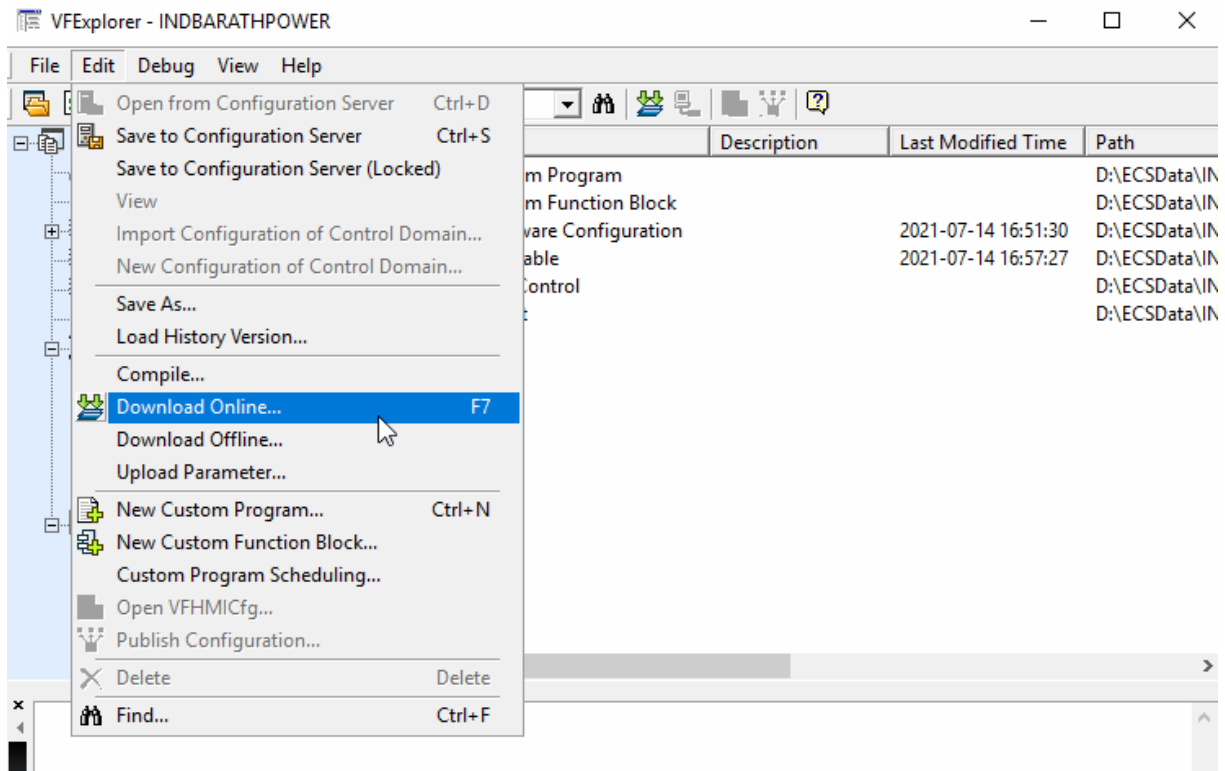 VFExplorer - INDBARATHPOWER
File Edit Debug View Help
Open from Configuration Server Ctrl+D
Save to Configuration Server Ctrl+S
Save to Configuration Server (Locked)
View
Import Configuration of Control Domain...
New Configuration of Control Domain...
Save As...
Load History Version...
Compile...
Download Online... F7
Download Offline...
Upload Parameter...
New Custom Program... Ctrl+N
New Custom Function Block...
Custom Program Scheduling...
Open VFHMICfg...
Publish Configuration...
Delete Delete
Find... Ctrl+F
Description Last Modified Time Path
m Program D:\ECSData\IN
m Function Block D:\ECSData\IN
ware Configuration 2021-07-14 16:51:30 D:\ECSData\IN
able 2021-07-14 16:57:27 D:\ECSData\IN
Control D:\ECSData\IN
t D:\ECSData\IN